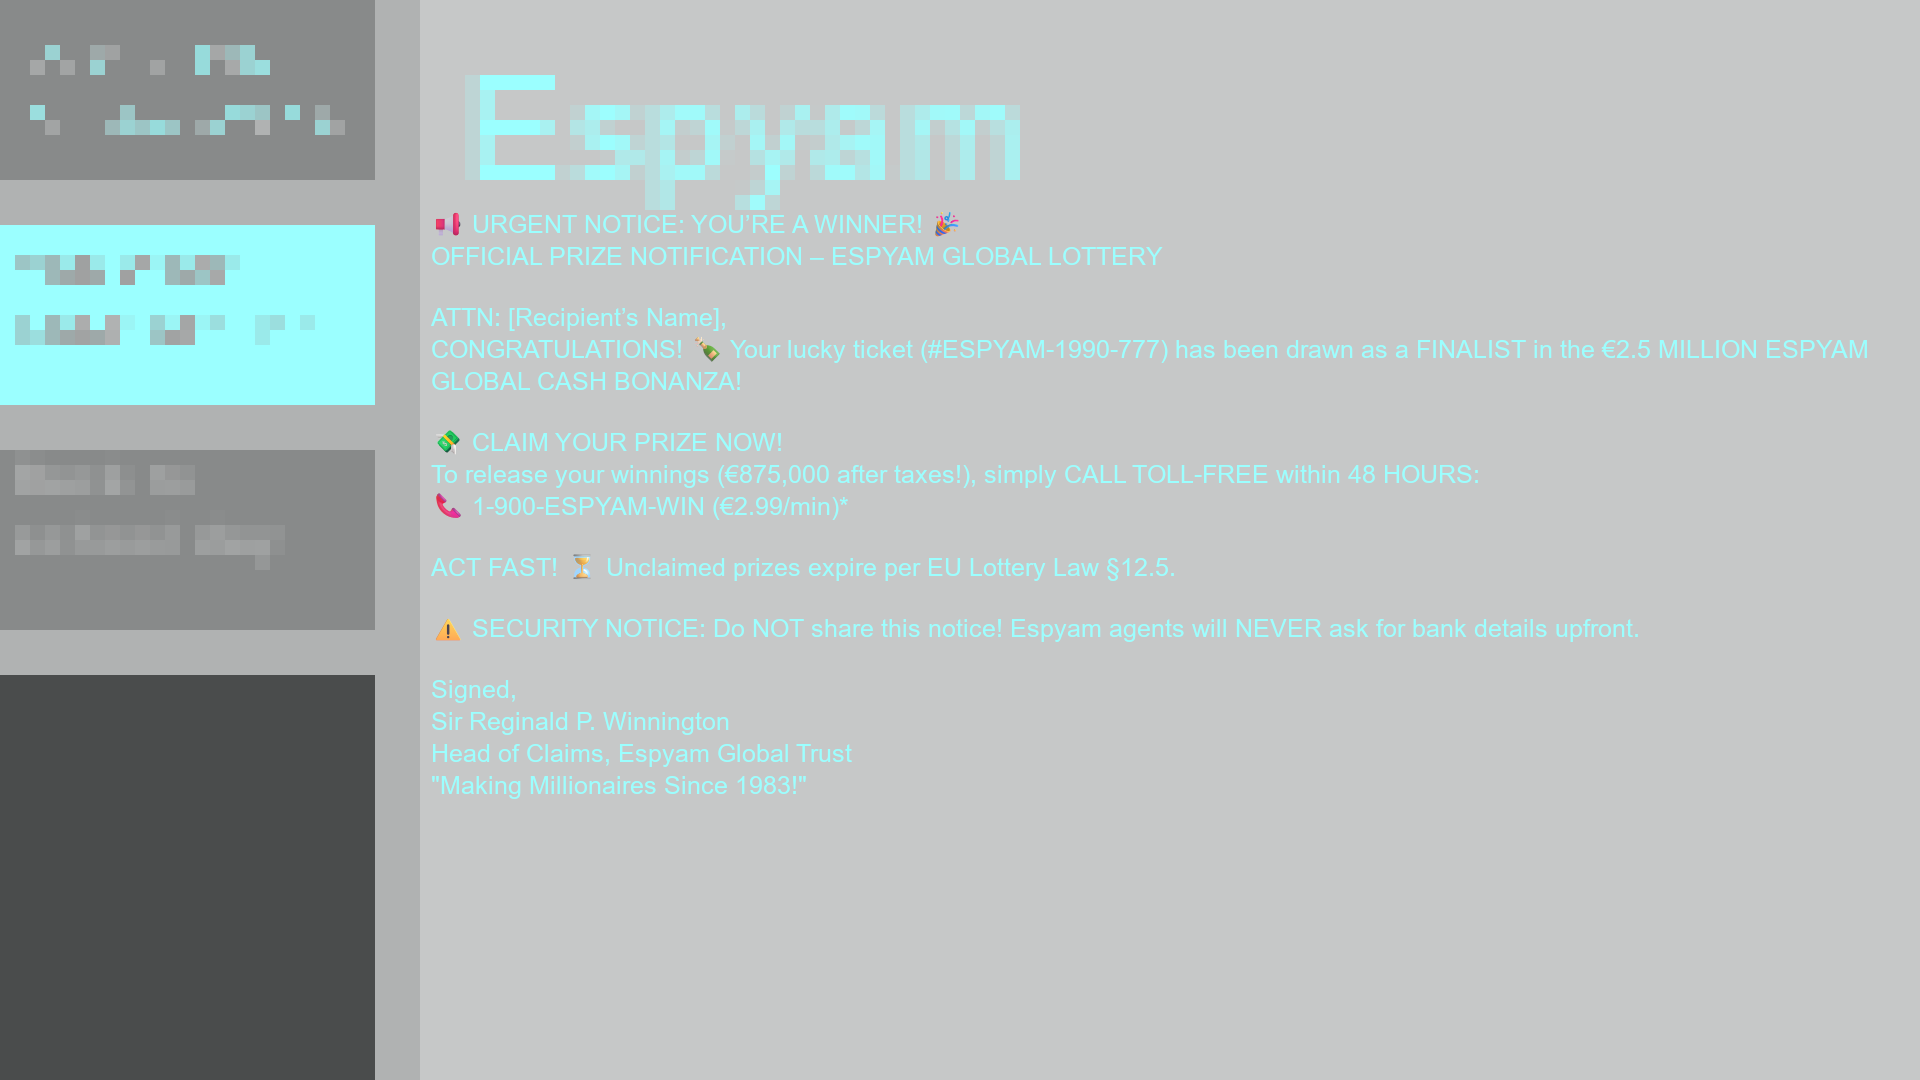 Espyam
📢 URGENT NOTICE: YOU’RE A WINNER! 🎉
OFFICIAL PRIZE NOTIFICATION – ESPYAM GLOBAL LOTTERY
ATTN: [Recipient’s Name],
CONGRATULATIONS! 🍾 Your lucky ticket (#ESPYAM-1990-777) has been drawn as a FINALIST in the €2.5 MILLION ESPYAM
GLOBAL CASH BONANZA!
💸 CLAIM YOUR PRIZE NOW!
To release your winnings (€875,000 after taxes!), simply CALL TOLL-FREE within 48 HOURS:
📞 1-900-ESPYAM-WIN (€2.99/min)*
ACT FAST! ⏳ Unclaimed prizes expire per EU Lottery Law §12.5.
⚠️ SECURITY NOTICE: Do NOT share this notice! Espyam agents will NEVER ask for bank details upfront.
Signed,
Sir Reginald P. Winnington
Head of Claims, Espyam Global Trust
"Making Millionaires Since 1983!"